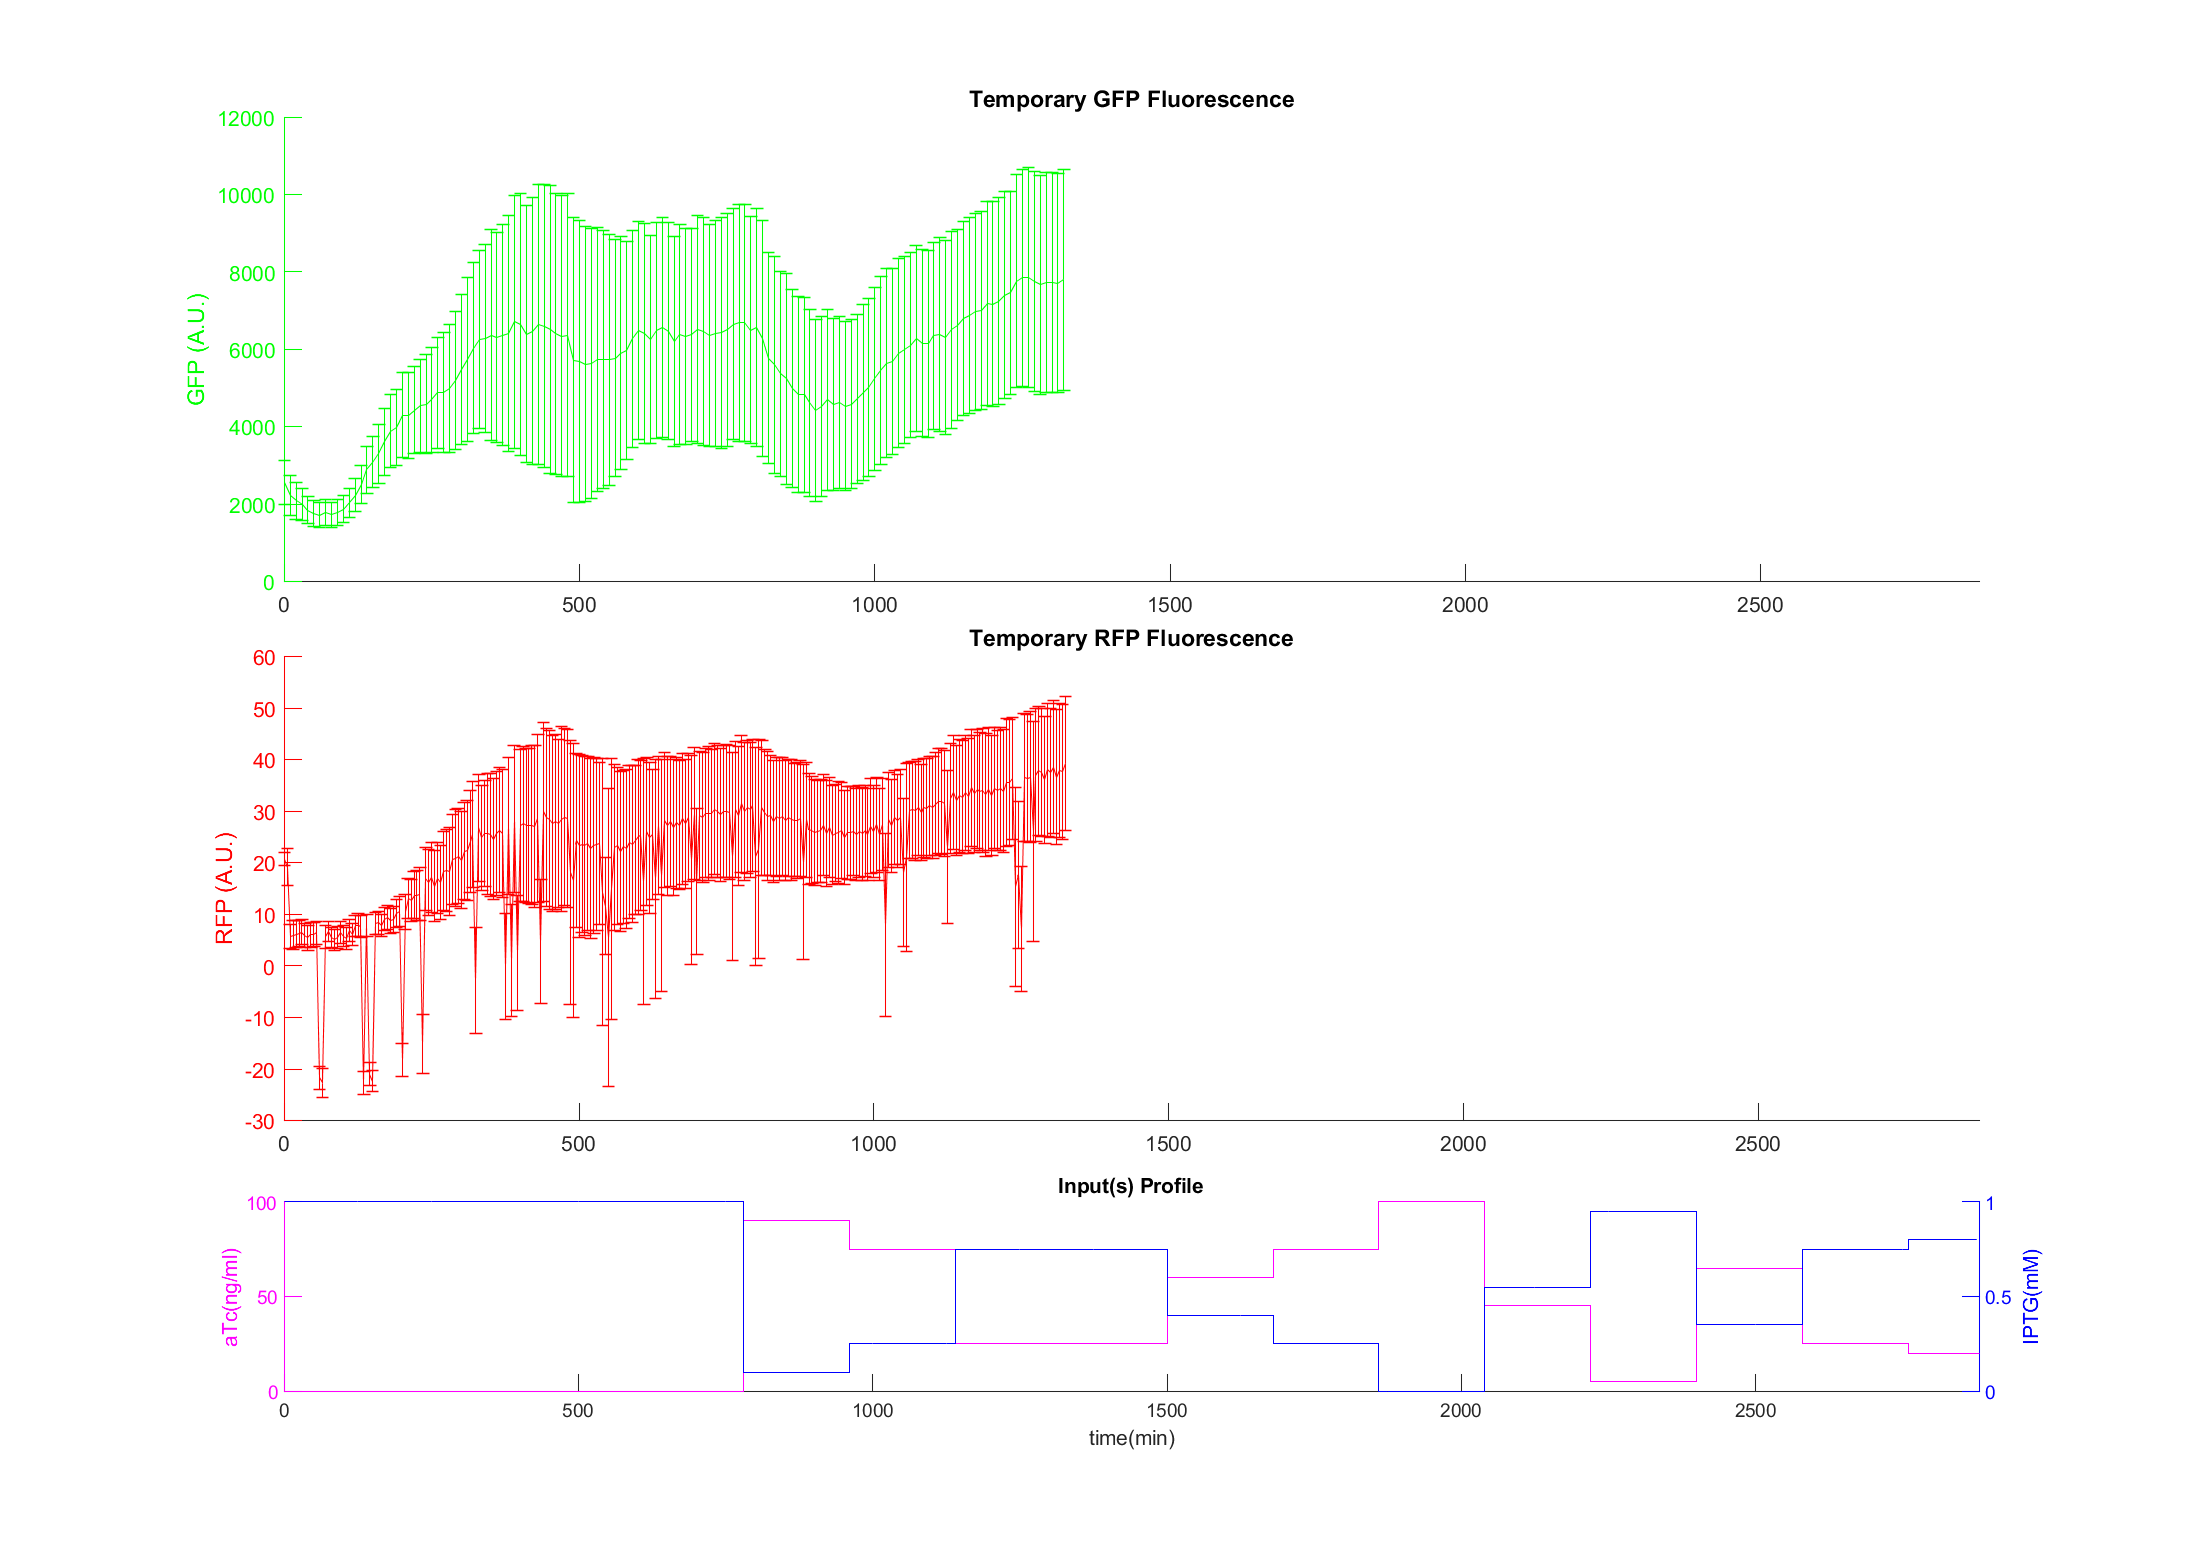 Temporary GFP Fluorescence
12000
10000
8000
6000
4000
2000
0
GFP (A.U.)
0 500 1000 1500 2000 2500
Temporary RFP Fluorescence
60
50
40
30
20
10
0
-10
-20
-30
RFP (A.U.)
0 500 1000 1500 2000 2500
Input(s) Profile
100
50
0
aTc(ng/ml)
1
0.5
0
IPTG(mM)
0 500 1000 1500 2000 2500
time(min)